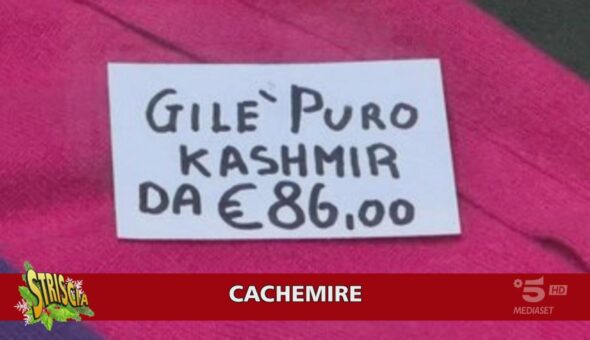 GILE` PURO
KASHMIR
DA € 86,00
STRISCIA
CACHEMIRE
5 HD
MEDIASET